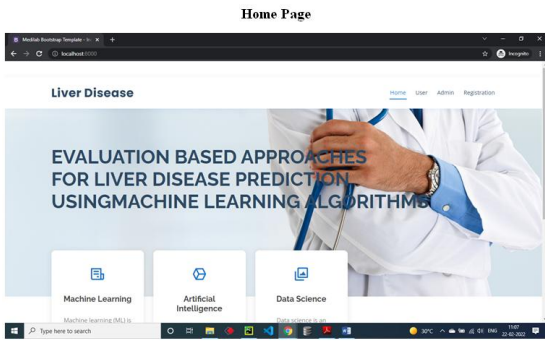 Home Page
Medilab Bootstrap Template - In
localhost:8000
Incognito
Liver Disease
Home User Admin Registration
EVALUATION BASED APPROACHES
FOR LIVER DISEASE PREDICTION
USINGMACHINE LEARNING ALGORITHMS
Machine Learning
Artificial
Intelligence
Data Science
Machine learning (ML) is
Data science is an
Type here to search
30°C
ENG
11:07
22-02-2022